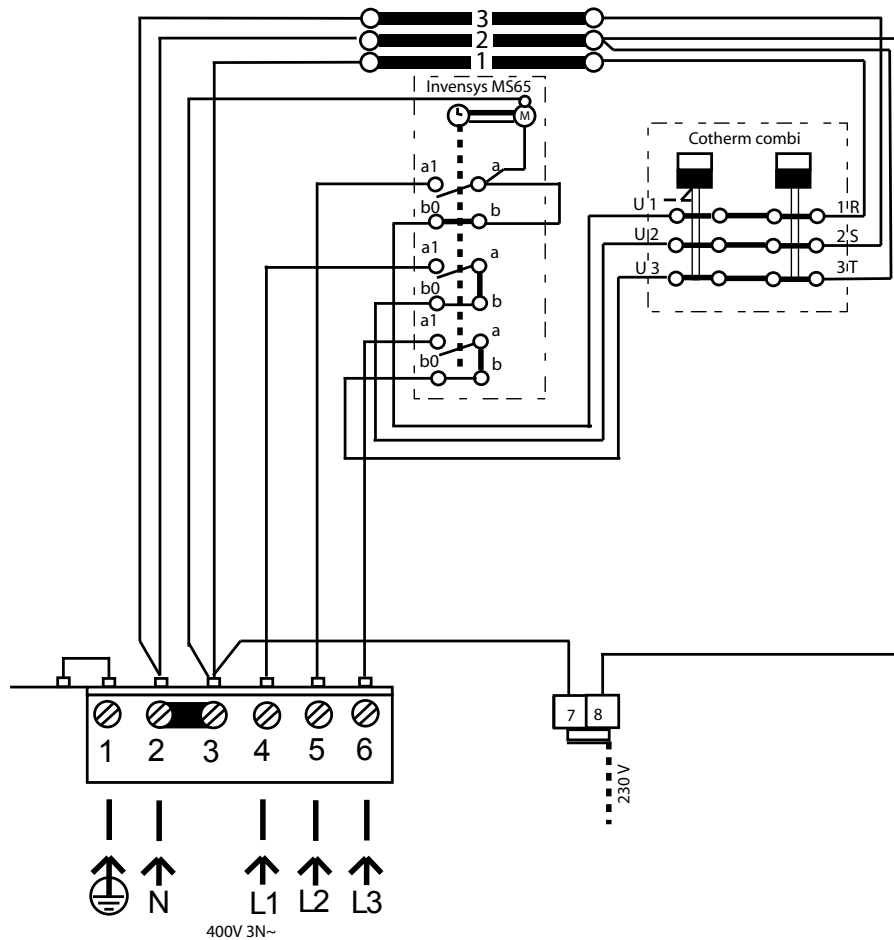 3
2
1
Invensys MS65
M
Cotherm combi
a1 a
b0 b
a1 a
b0 b
a1 a
b0 b
U 1 1 R
U 2 2 S
U 3 3 T
7 8
230 V
1 2 3 4 5 6
N L1 L2 L3
400V 3N~